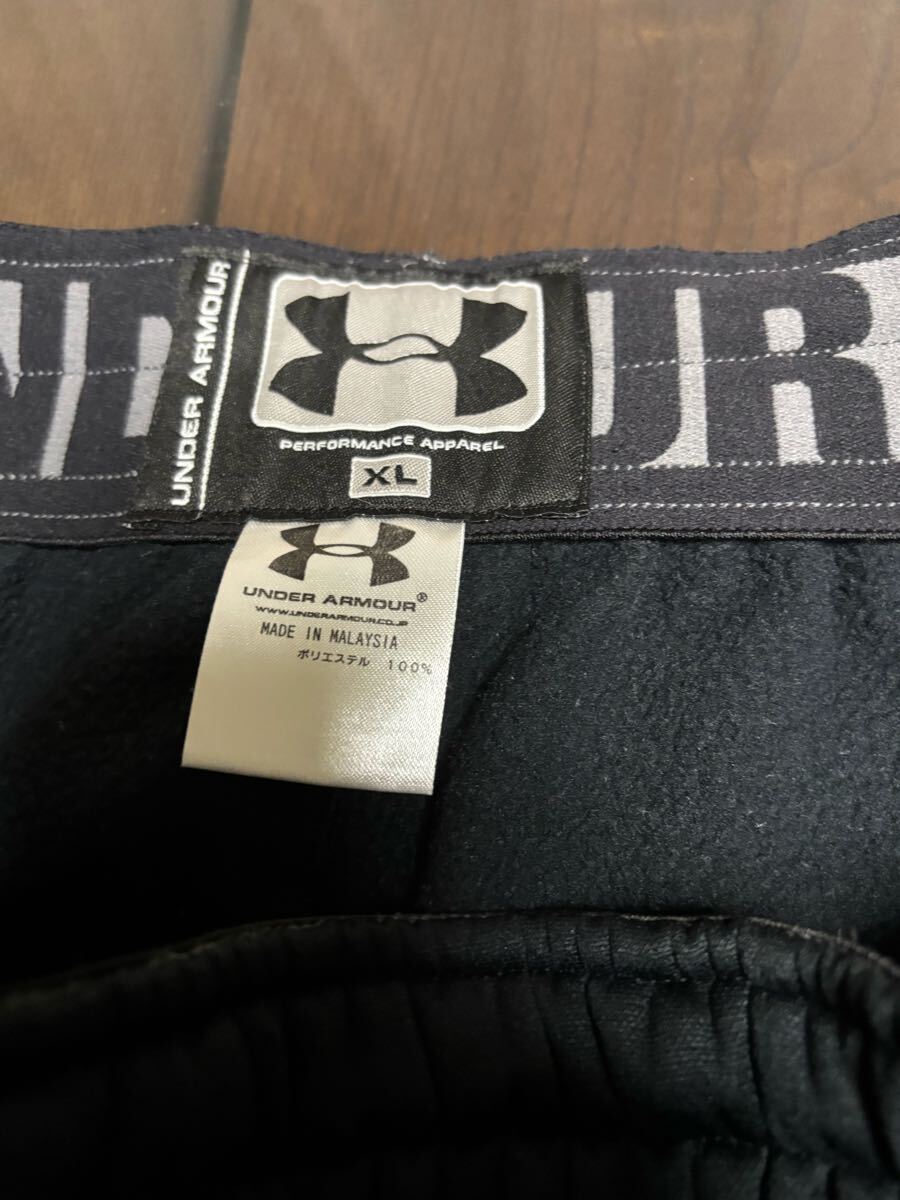 UNDER ARMOUR
PERFORMANCE APPAREL
XL
UR
UNDER ARMOUR®
WWW.UNDERARMOUR.CO.JP
MADE IN MALAYSIA
ポリエステル 100%